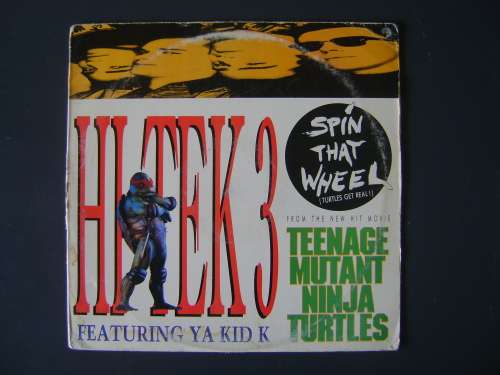 HI TEK 3
FEATURING YA KID K
SPIN
THAT
WHEEL
(TURTLES GET REAL!)
FROM THE NEW HIT MOVIE
TEENAGE
MUTANT
NINJA
TURTLES